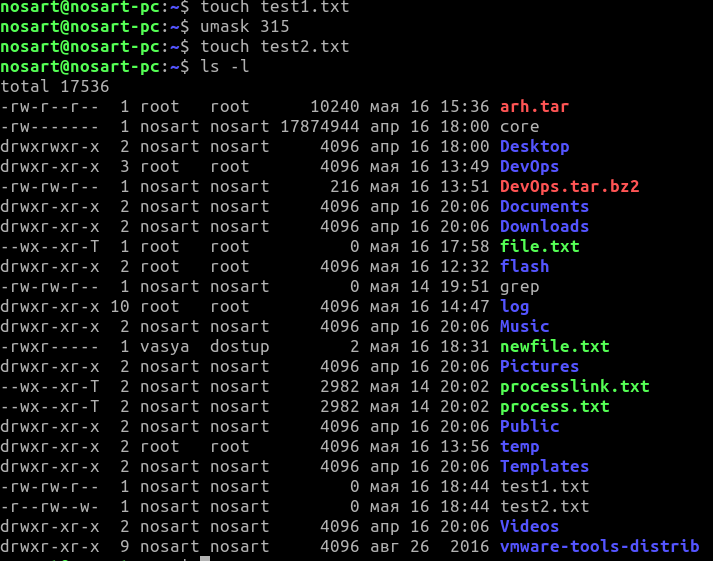 nosart@nosart-pc:~$ touch test1.txt
nosart@nosart-pc:~$ umask 315
nosart@nosart-pc:~$ touch test2.txt
nosart@nosart-pc:~$ ls -l
total 17536
-rw-r--r--  1 root   root      10240 мая 16 15:36 arh.tar
-rw-------  1 nosart nosart 17874944 апр 16 18:00 core
drwxrwxr-x  2 nosart nosart     4096 апр 16 18:00 Desktop
drwxr-xr-x  3 root   root       4096 мая 16 13:49 DevOps
-rw-rw-r--  1 nosart nosart      216 мая 16 13:51 DevOps.tar.bz2
drwxr-xr-x  2 nosart nosart     4096 апр 16 20:06 Documents
drwxr-xr-x  2 nosart nosart     4096 апр 16 20:06 Downloads
--wx--xr-T  1 root   root          0 мая 16 17:58 file.txt
drwxr-xr-x  2 root   root       4096 мая 16 12:32 flash
-rw-rw-r--  1 nosart nosart        0 мая 14 19:51 grep
drwxr-xr-x 10 root   root       4096 мая 16 14:47 log
drwxr-xr-x  2 nosart nosart     4096 апр 16 20:06 Music
-rwxr-----  1 vasya  dostup        2 мая 16 18:31 newfile.txt
drwxr-xr-x  2 nosart nosart     4096 апр 16 20:06 Pictures
--wx--xr-T  2 nosart nosart     2982 мая 14 20:02 processlink.txt
--wx--xr-T  2 nosart nosart     2982 мая 14 20:02 process.txt
drwxr-xr-x  2 nosart nosart     4096 апр 16 20:06 Public
drwxr-xr-x  2 root   root       4096 мая 16 13:56 temp
drwxr-xr-x  2 nosart nosart     4096 апр 16 20:06 Templates
-rw-rw-r--  1 nosart nosart        0 мая 16 18:44 test1.txt
-r--rw--w-  1 nosart nosart        0 мая 16 18:44 test2.txt
drwxr-xr-x  2 nosart nosart     4096 апр 16 20:06 Videos
drwxr-xr-x  9 nosart nosart     4096 авг 26  2016 vmware-tools-distrib